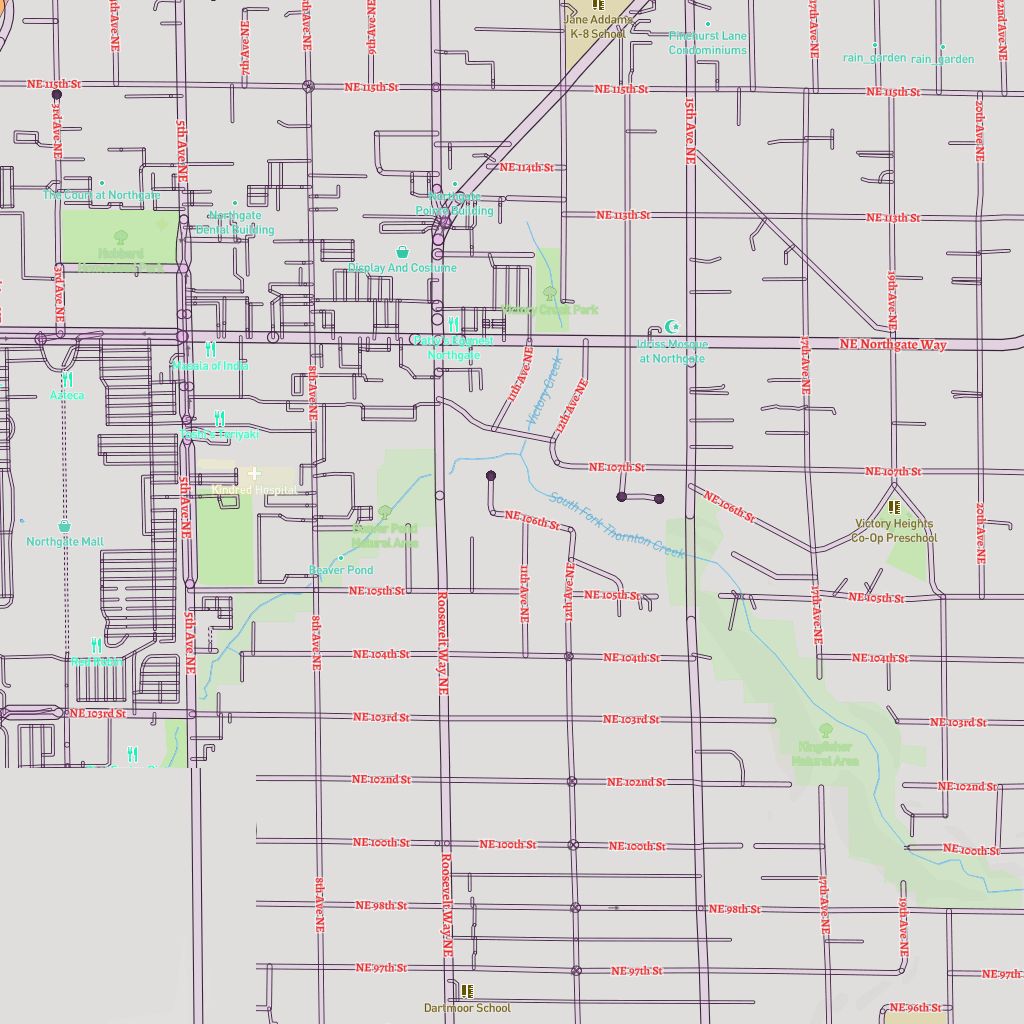 Jane Addams
K-8 School
Pinehurst Lane
Condominiums
rain_garden
rain_garden
NE 115th St
NE 115th St
NE 115th St
NE 115th St
5th Ave NE
3rd Ave NE
15th Ave NE
20th Ave NE
NE 114th St
The Court at Northgate
Northgate
Dental Building
Northgate
Pointe Building
NE 113th St
NE 113th St
Display And Costume
3rd Ave NE
19th Ave NE
Victory Creek Park
Patty's Eggnest
Northgate
Idriss Mosque
at Northgate
NE Northgate Way
Masala of India
Azteca
8th Ave NE
11th Ave NE
Victory Creek
12th Ave NE
17th Ave NE
Toshi's Teriyaki
NE 107th St
NE 107th St
Kindred Hospital
5th Ave NE
South Fork Thornton Creek
NE 106th St
NE 106th St
Victory Heights
Co-Op Preschool
20th Ave NE
Northgate Mall
Beaver Pond
Natural Area
Beaver Pond
NE 105th St
NE 105th St
NE 105th St
11th Ave NE
12th Ave NE
5th Ave NE
8th Ave NE
Roosevelt Way NE
17th Ave NE
NE 104th St
NE 104th St
NE 104th St
NE 103rd St
NE 103rd St
NE 103rd St
NE 103rd St
Kingfisher
Natural Area
NE 102nd St
NE 102nd St
NE 102nd St
NE 100th St
NE 100th St
NE 100th St
NE 100th St
8th Ave NE
Roosevelt Way NE
17th Ave NE
19th Ave NE
NE 98th St
NE 98th St
NE 97th St
NE 97th St
NE 97th
Dartmoor School
NE 96th St